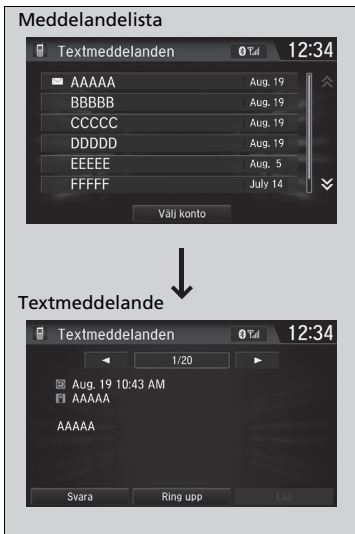 Meddelandelista
Textmeddelanden 12:34
AAAAA Aug. 19
BBBBB Aug. 19
CCCCC Aug. 19
DDDDD Aug. 19
EEEEE Aug. 5
FFFFF July 14
Välj konto
Textmeddelande
Textmeddelanden 12:34
1/20
Aug. 19 10:43 AM
AAAAA
AAAAA
Svara Ring upp Läs